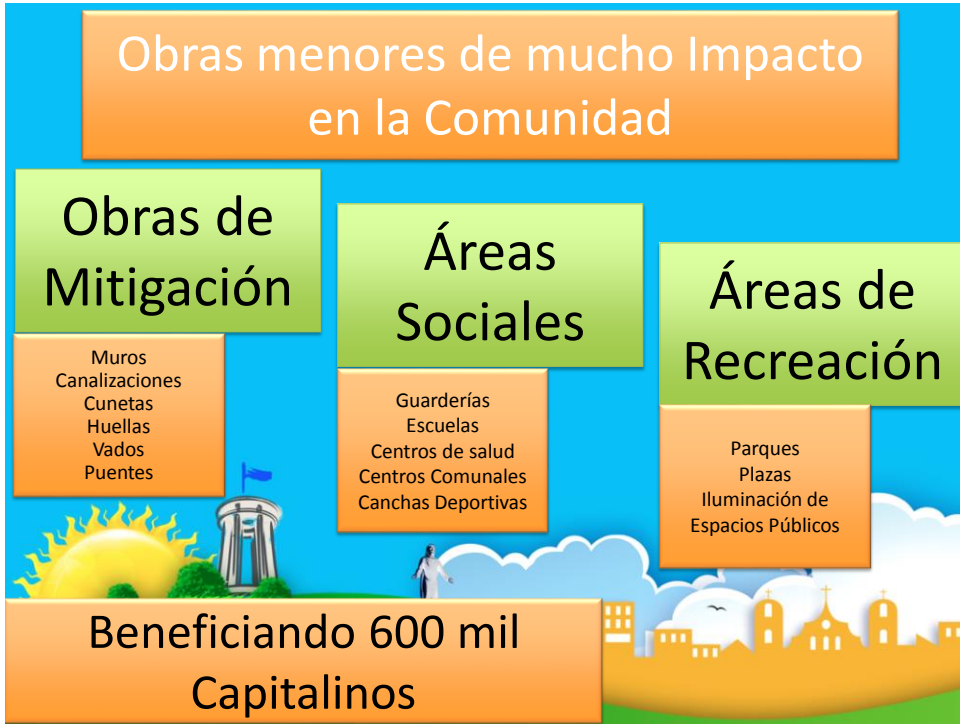 Obras menores de mucho Impacto
en la Comunidad
Obras de
Mitigación
Muros
Canalizaciones
Cunetas
Huellas
Vados
Puentes
Áreas
Sociales
Guarderías
Escuelas
Centros de salud
Centros Comunales
Canchas Deportivas
Áreas de
Recreación
Parques
Plazas
Iluminación de
Espacios Públicos
Beneficiando 600 mil
Capitalinos